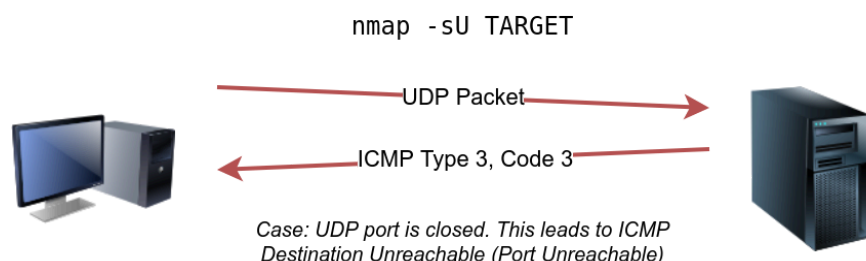 nmap -sU TARGET
UDP Packet
ICMP Type 3, Code 3
Case: UDP port is closed. This leads to ICMP
Destination Unreachable (Port Unreachable)